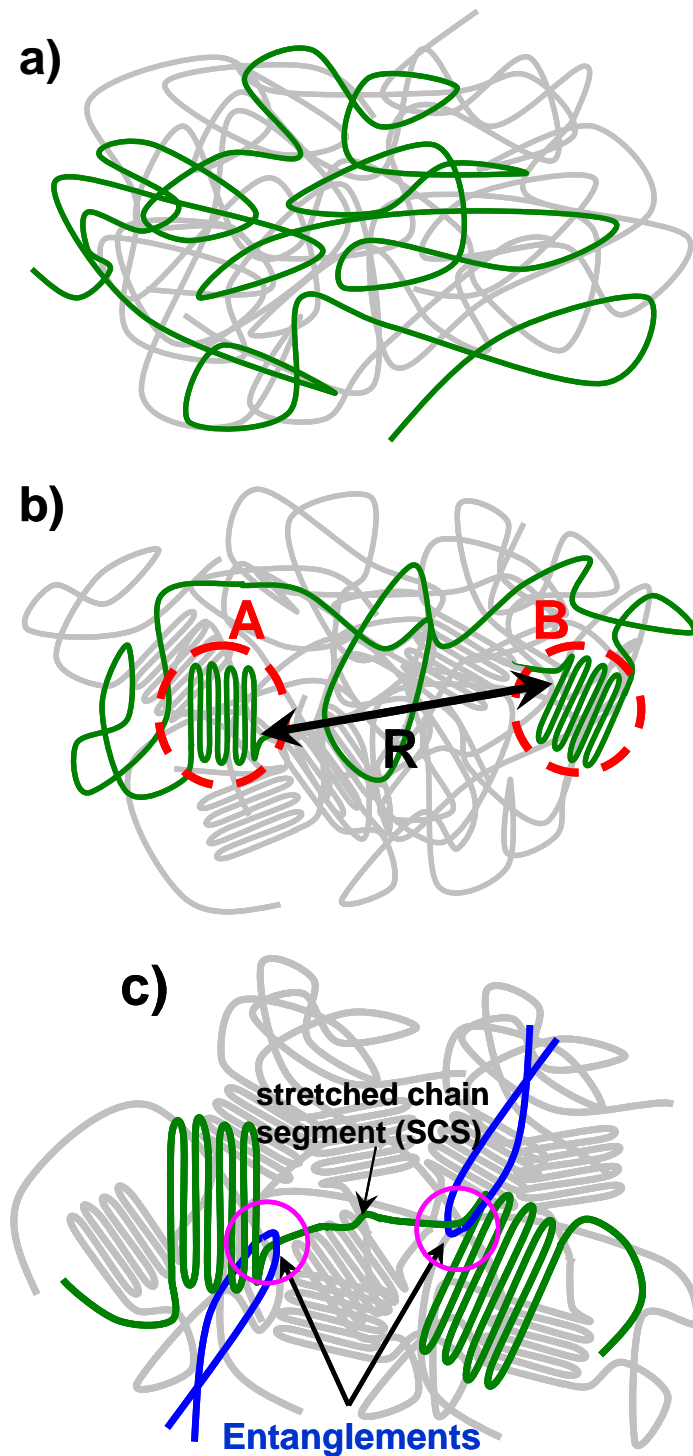 a)
b)
A
B
R
c)
stretched chain
segment (SCS)
Entanglements